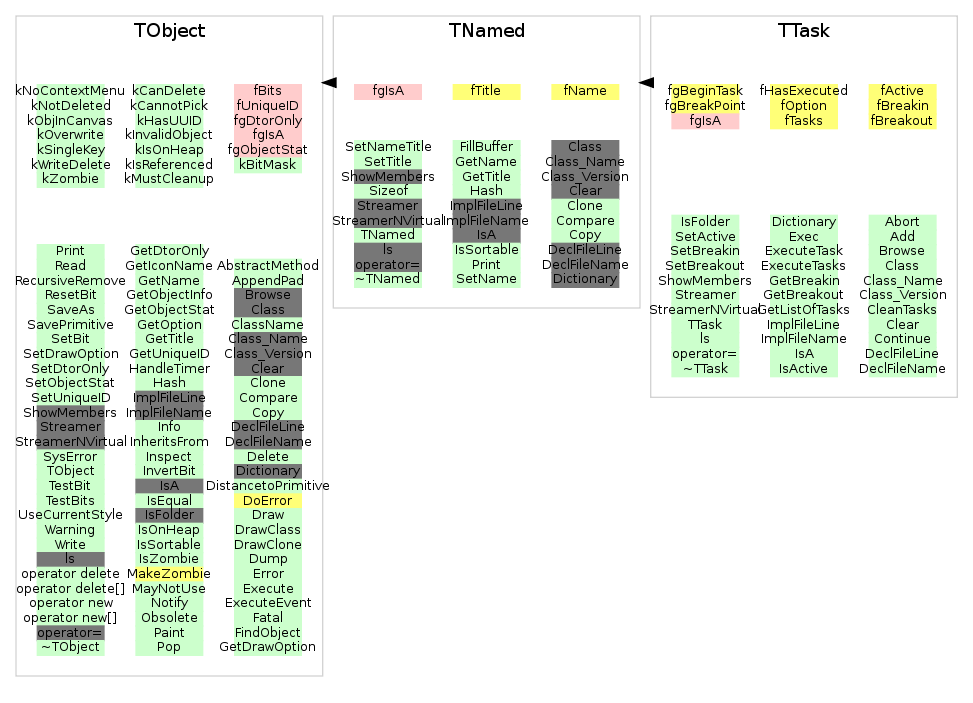 TObject
kNoContextMenu kCanDelete fBits
kNotDeleted kCannotPick fUniqueID
kObjInCanvas kHasUUID fgDtorOnly
kOverwrite kInvalidObject fgIsA
kSingleKey kIsOnHeap fgObjectStat
kWriteDelete kIsReferenced kBitMask
kZombie kMustCleanup
Print GetDtorOnly
Read GetIconName AbstractMethod
RecursiveRemove GetName AppendPad
ResetBit GetObjectInfo Browse
SaveAs GetObjectStat Class
SavePrimitive GetOption ClassName
SetBit GetTitle Class_Name
SetDrawOption GetUniqueID Class_Version
SetDtorOnly HandleTimer Clear
SetObjectStat Hash Clone
SetUniqueID ImplFileLine Compare
ShowMembers ImplFileName Copy
Streamer Info DeclFileLine
StreamerNVirtual InheritsFrom DeclFileName
SysError Inspect Delete
TObject InvertBit Dictionary
TestBit IsA DistancetoPrimitive
TestBits IsEqual DoError
UseCurrentStyle IsFolder Draw
Warning IsOnHeap DrawClass
Write IsSortable DrawClone
ls IsZombie Dump
operator delete MakeZombie Error
operator delete[] MayNotUse Execute
operator new Notify ExecuteEvent
operator new[] Obsolete Fatal
operator= Paint FindObject
~TObject Pop GetDrawOption
TNamed
fgIsA fTitle fName
SetNameTitle FillBuffer Class
SetTitle GetName Class_Name
ShowMembers GetTitle Class_Version
Sizeof Hash Clear
Streamer ImplFileLine Clone
StreamerNVirtual ImplFileName Compare
TNamed IsA Copy
ls IsSortable DeclFileLine
operator= Print DeclFileName
~TNamed SetName Dictionary
TTask
fgBeginTask fHasExecuted fActive
fgBreakPoint fOption fBreakin
fgIsA fTasks fBreakout
IsFolder Dictionary Abort
SetActive Exec Add
SetBreakin ExecuteTask Browse
SetBreakout ExecuteTasks Class
ShowMembers GetBreakin Class_Name
Streamer GetBreakout Class_Version
StreamerNVirtual GetListOfTasks CleanTasks
TTask ImplFileLine Clear
ls ImplFileName Continue
operator= IsA DeclFileLine
~TTask IsActive DeclFileName